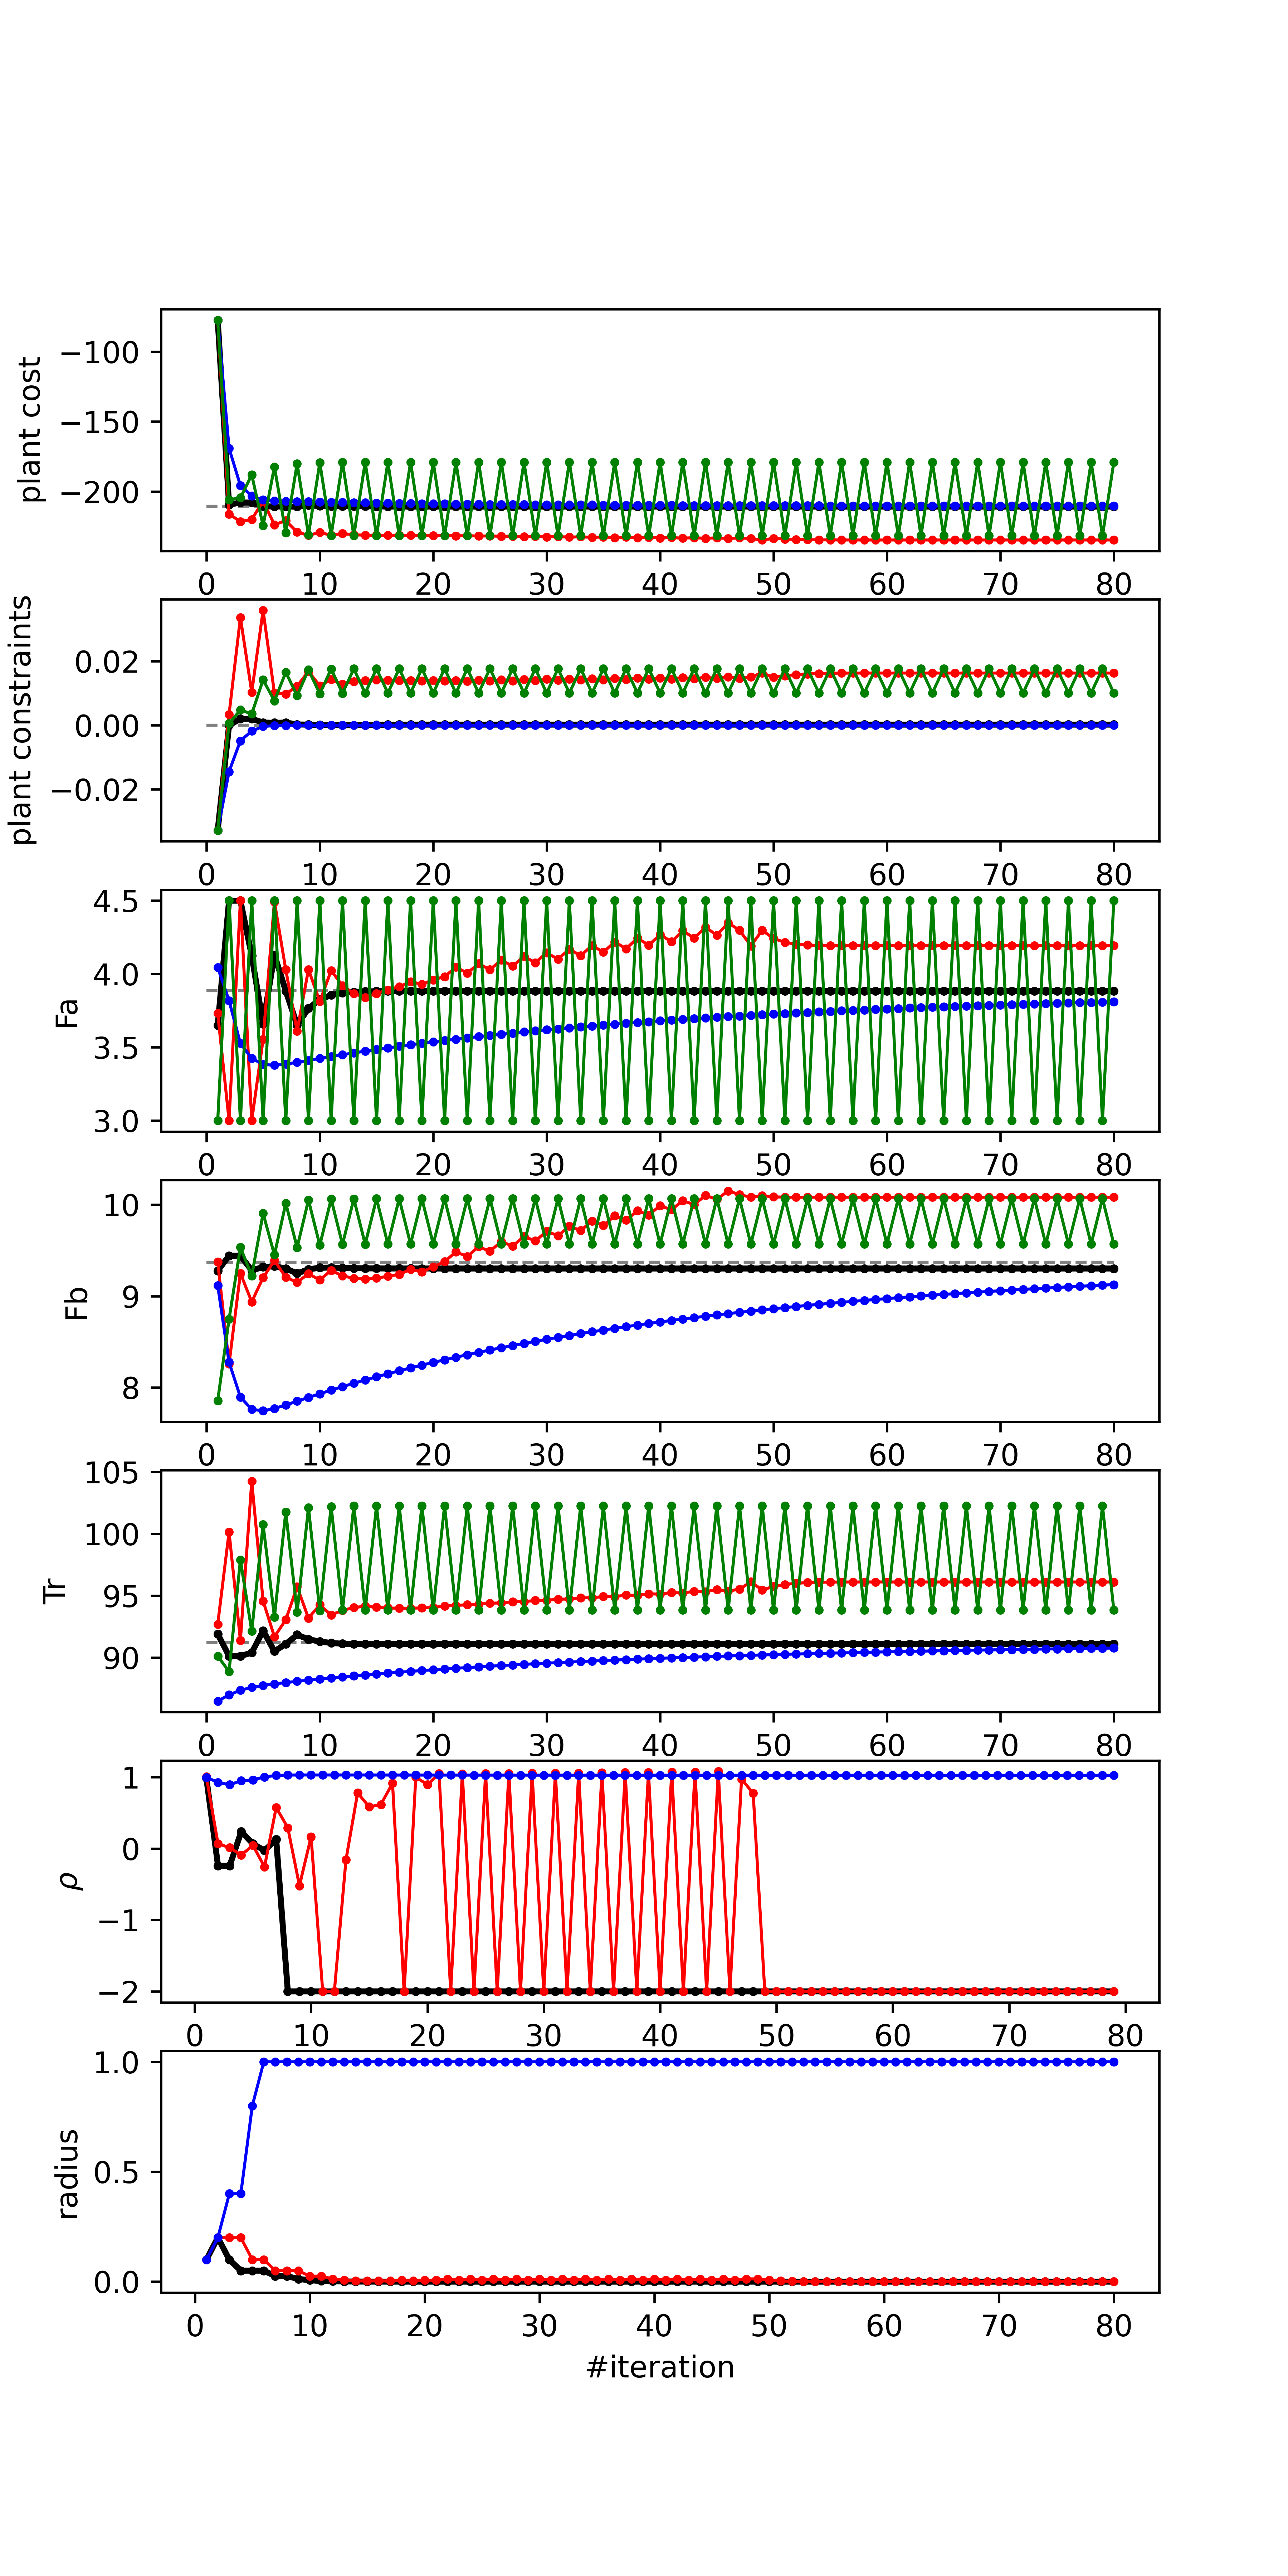 plant cost
−100
−150
−200
0 10 20 30 40 50 60 70 80
plant constraints
0.02
0.00
−0.02
0 10 20 30 40 50 60 70 80
Fa
4.5
4.0
3.5
3.0
0 10 20 30 40 50 60 70 80
Fb
10
9
8
0 10 20 30 40 50 60 70 80
Tr
105
100
95
90
0 10 20 30 40 50 60 70 80
ρ
1
0
−1
−2
0 10 20 30 40 50 60 70 80
radius
1.0
0.5
0.0
0 10 20 30 40 50 60 70 80
#iteration